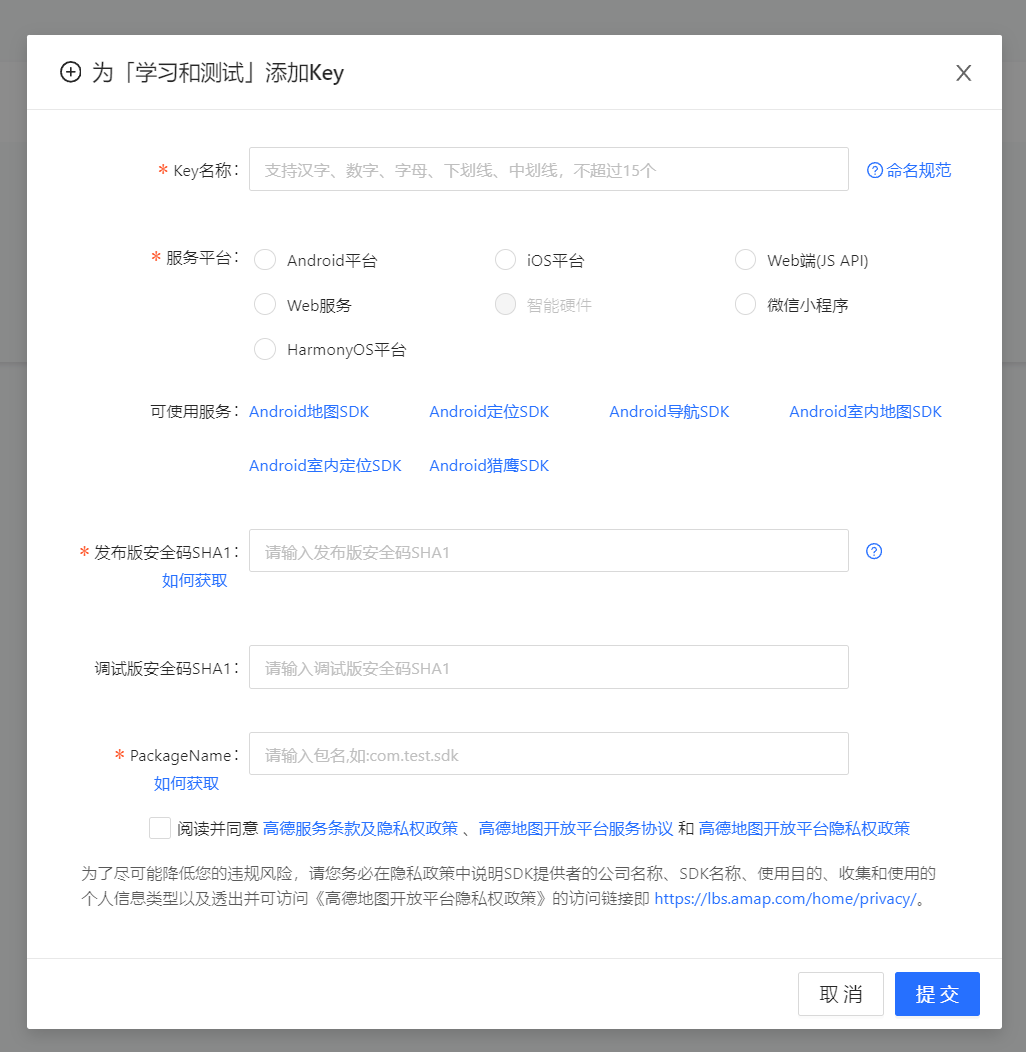 为「学习和测试」添加Key
* Key名称： 支持汉字、数字、字母、下划线、中划线，不超过15个 命名规范
* 服务平台： Android平台 iOS平台 Web端(JS API)
Web服务 智能硬件 微信小程序
HarmonyOS平台
可使用服务： Android地图SDK Android定位SDK Android导航SDK Android室内地图SDK
Android室内定位SDK Android猎鹰SDK
* 发布版安全码SHA1： 请输入发布版安全码SHA1
如何获取
调试版安全码SHA1： 请输入调试版安全码SHA1
* PackageName： 请输入包名,如:com.test.sdk
如何获取
阅读并同意 高德服务条款及隐私权政策 、高德地图开放平台服务协议 和 高德地图开放平台隐私权政策
为了尽可能降低您的违规风险，请您务必在隐私政策中说明SDK提供者的公司名称、SDK名称、使用目的、收集和使用的
个人信息类型以及透出并可访问《高德地图开放平台隐私权政策》的访问链接即 https://lbs.amap.com/home/privacy/。
取 消 提 交